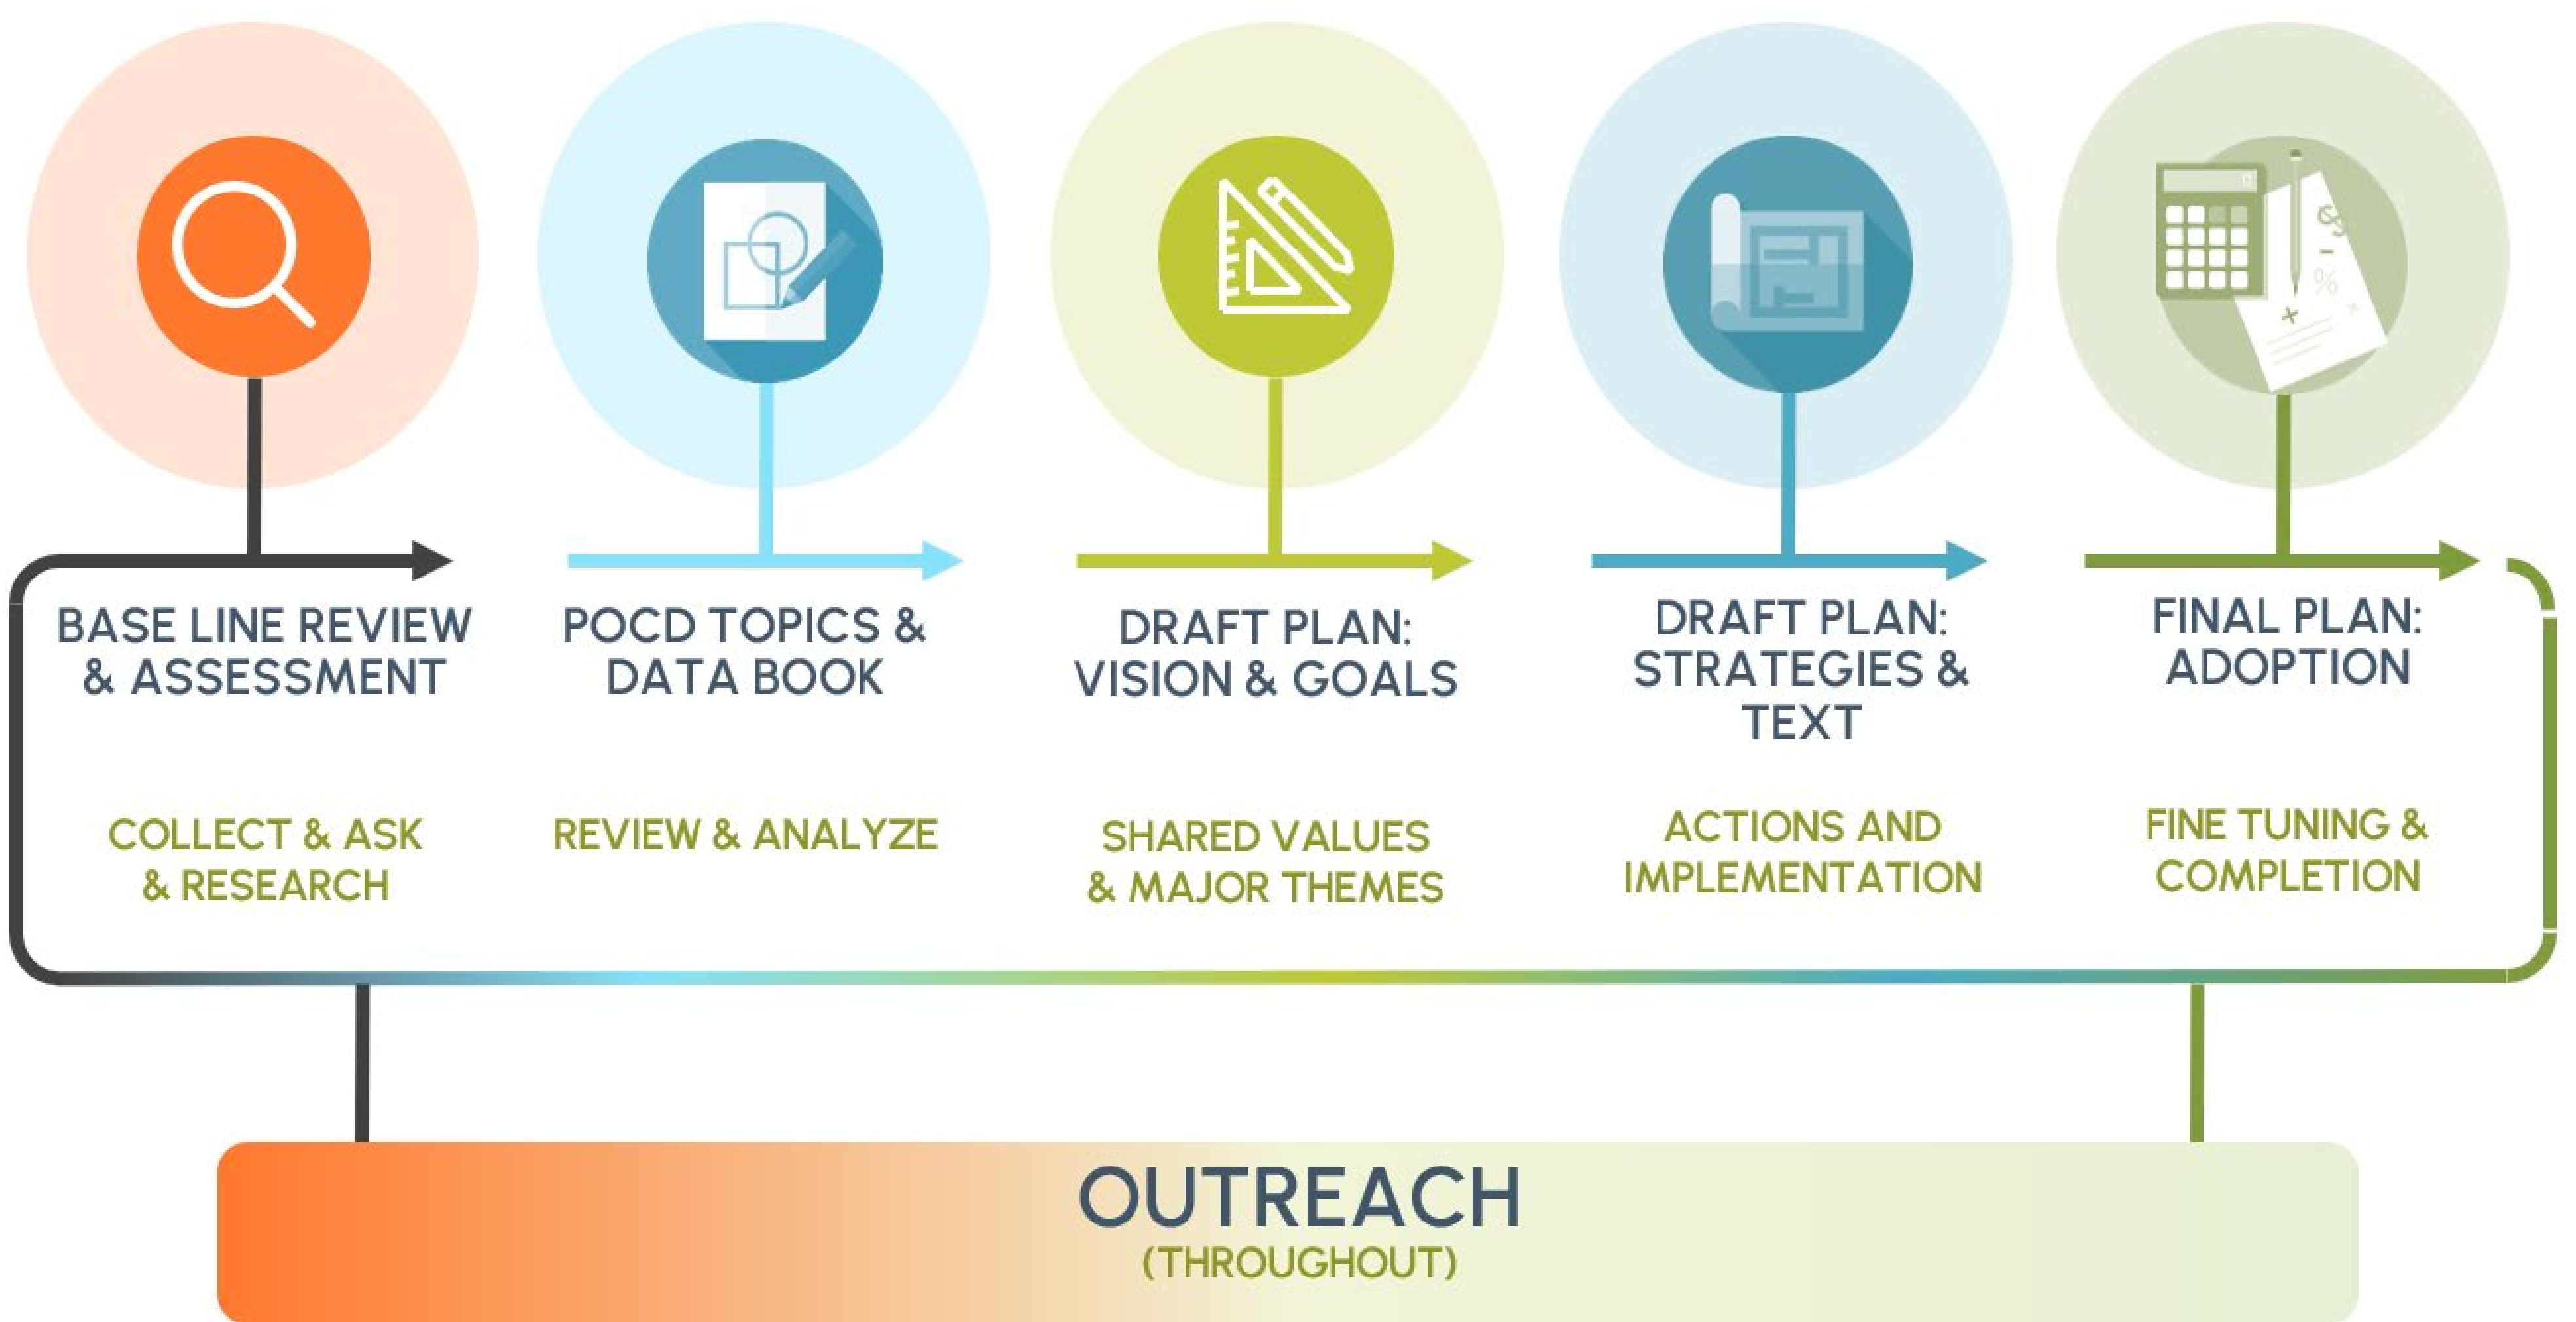 BASE LINE REVIEW
& ASSESSMENT
COLLECT & ASK
& RESEARCH
POCD TOPICS &
DATA BOOK
REVIEW & ANALYZE
DRAFT PLAN:
VISION & GOALS
SHARED VALUES
& MAJOR THEMES
DRAFT PLAN:
STRATEGIES &
TEXT
ACTIONS AND
IMPLEMENTATION
FINAL PLAN:
ADOPTION
FINE TUNING &
COMPLETION
OUTREACH
(THROUGHOUT)